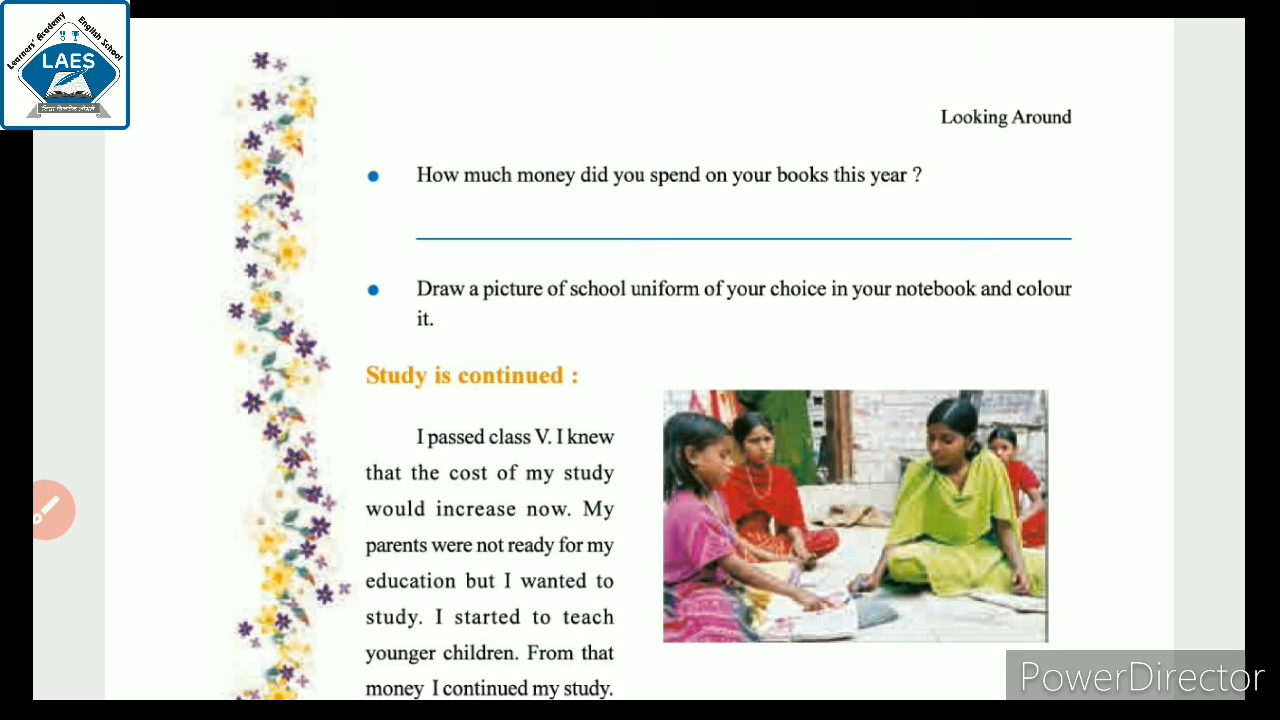 Learners' Academy English School
LAES
Looking Around
• How much money did you spend on your books this year ?
• Draw a picture of school uniform of your choice in your notebook and colour
it.
Study is continued :
I passed class V. I knew
that the cost of my study
would increase now. My
parents were not ready for my
education but I wanted to
study. I started to teach
younger children. From that
money I continued my study.
PowerDirector